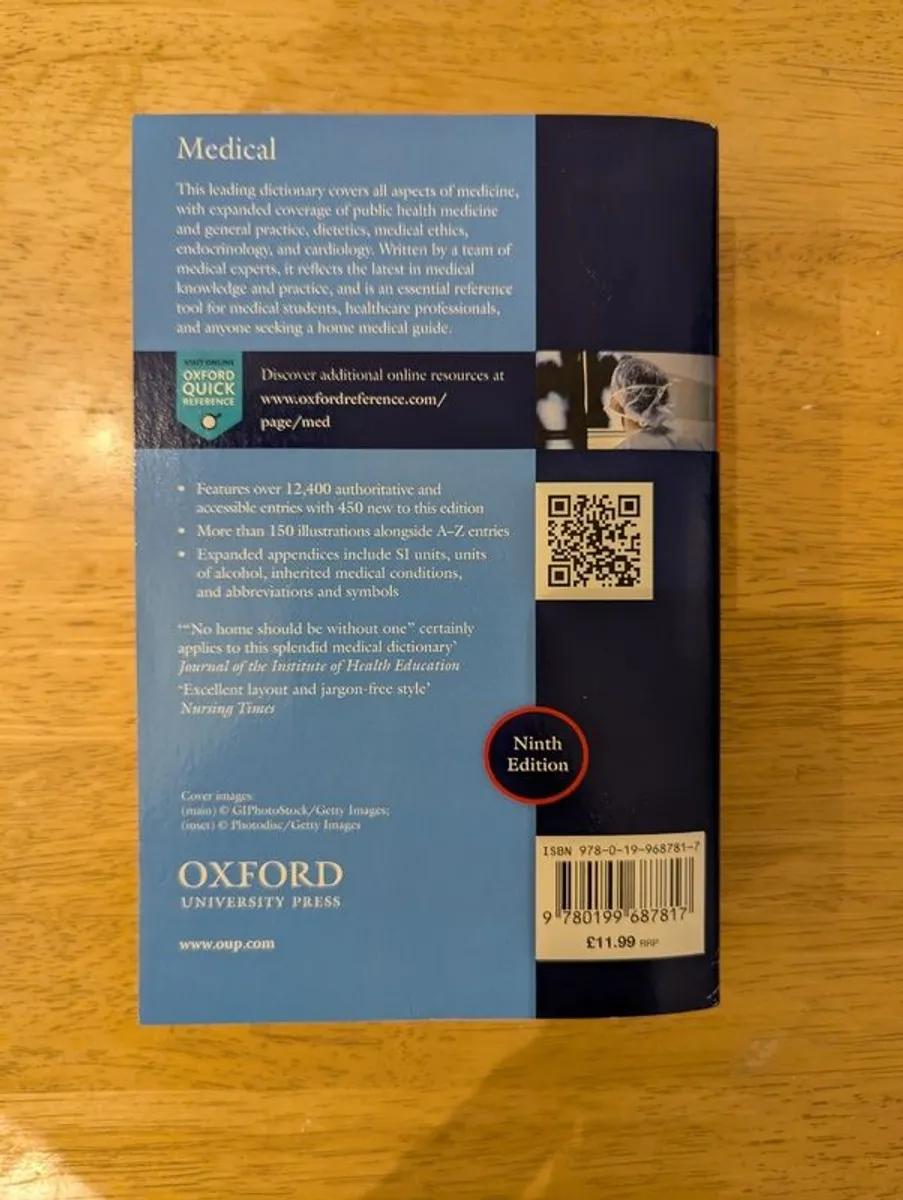 Medical
This leading dictionary covers all aspects of medicine,
with expanded coverage of public health medicine
and general practice, dietetics, medical ethics,
endocrinology, and cardiology. Written by a team of
medical experts, it reflects the latest in medical
knowledge and practice, and is an essential reference
tool for medical students, healthcare professionals,
and anyone seeking a home medical guide.
VISIT ONLINE
OXFORD
QUICK
REFERENCE
Discover additional online resources at
www.oxfordreference.com/
page/med
• Features over 12,400 authoritative and
accessible entries with 450 new to this edition
• More than 150 illustrations alongside A–Z entries
• Expanded appendices include SI units, units
of alcohol, inherited medical conditions,
and abbreviations and symbols
‘“No home should be without one” certainly
applies to this splendid medical dictionary’
Journal of the Institute of Health Education
‘Excellent layout and jargon-free style’
Nursing Times
Ninth
Edition
Cover images:
(main) © GIPhotoStock/Getty Images;
(inset) © Photodisc/Getty Images
OXFORD
UNIVERSITY PRESS
www.oup.com
ISBN 978-0-19-968781-7
9 780199 687817
£11.99 RRP